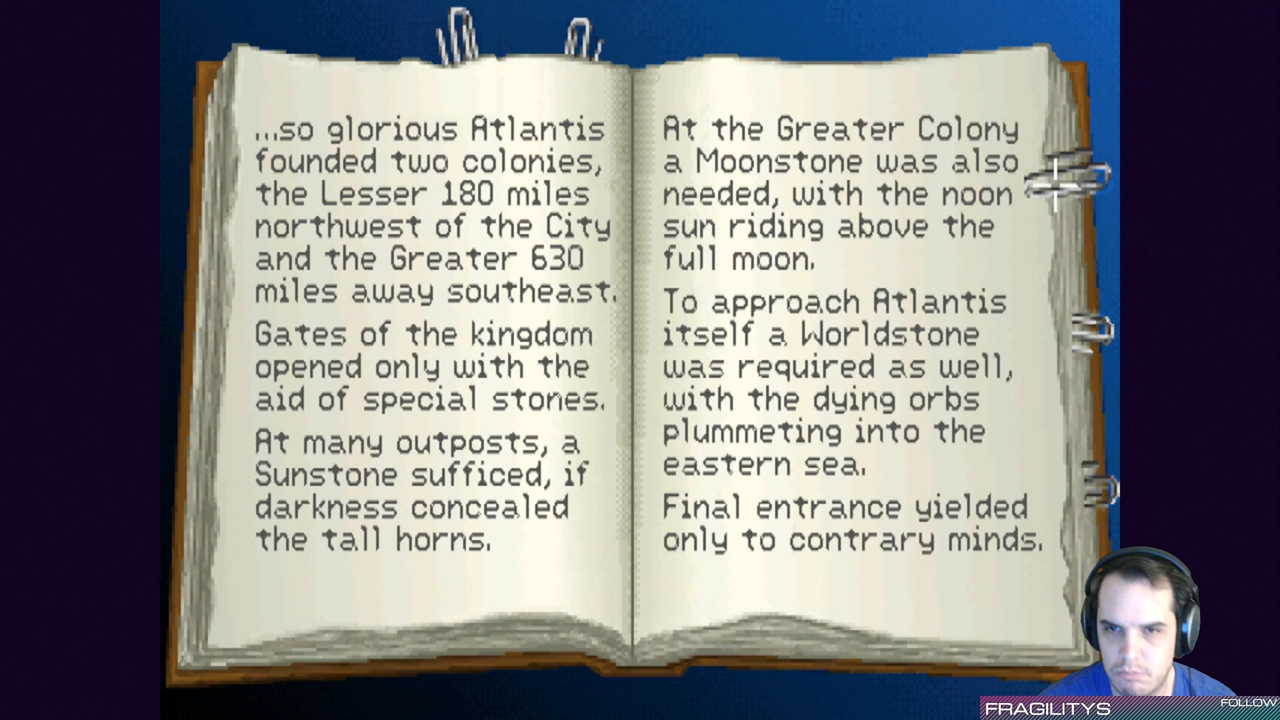 ...so glorious Atlantis
founded two colonies,
the Lesser 180 miles
northwest of the City
and the Greater 630
miles away southeast.
Gates of the kingdom
opened only with the
aid of special stones.
At many outposts, a
Sunstone sufficed, if
darkness concealed
the tall horns.
At the Greater Colony
a Moonstone was also
needed, with the noon
sun riding above the
full moon.
To approach Atlantis
itself a Worldstone
was required as well,
with the dying orbs
plummeting into the
eastern sea.
Final entrance yielded
only to contrary minds.
FRAGILITYS
FOLLOW